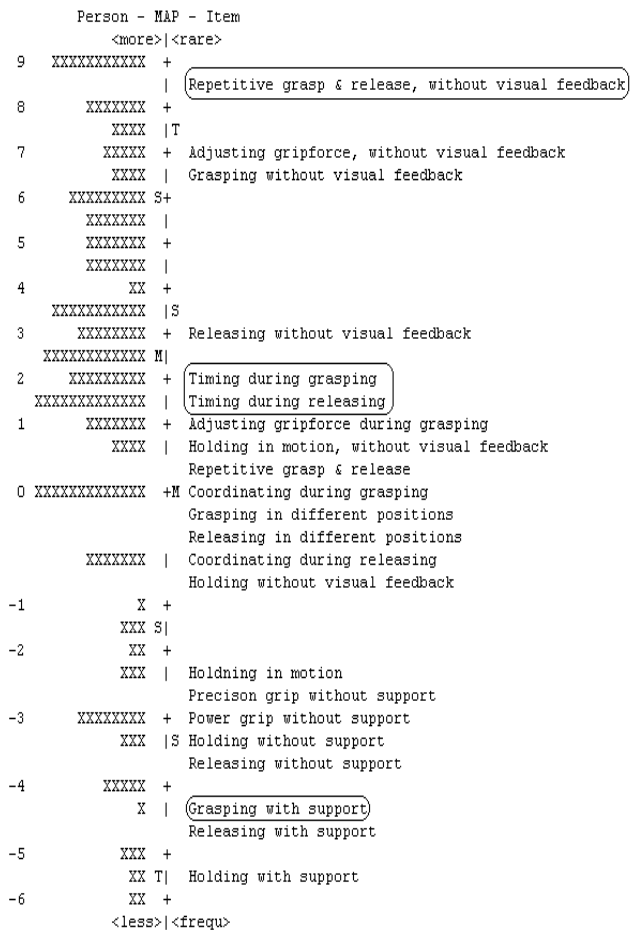 Person - MAP - Item
<more>|<rare>
9 XXXXXXXXXXX +
| Repetitive grasp & release, without visual feedback
8 XXXXXXX +
XXXX |T
7 XXXXX + Adjusting gripforce, without visual feedback
XXXX | Grasping without visual feedback
6 XXXXXXXXX S+
XXXXXXX |
5 XXXXXXX +
XXXXXXX |
4 XX +
XXXXXXXXXXX |S
3 XXXXXXXX + Releasing without visual feedback
XXXXXXXXXXXX M|
2 XXXXXXXXX + Timing during grasping
XXXXXXXXXXXXX | Timing during releasing
1 XXXXXXX + Adjusting gripforce during grasping
XXXX | Holding in motion, without visual feedback
Repetitive grasp & release
0 XXXXXXXXXXXXX +M Coordinating during grasping
Grasping in different positions
Releasing in different positions
XXXXXXX | Coordinating during releasing
Holding without visual feedback
-1 X +
XXX S|
-2 XX +
XXX | Holdning in motion
Precison grip without support
-3 XXXXXXXX + Power grip without support
XXX |S Holding without support
Releasing without support
-4 XXXXX +
X | Grasping with support
Releasing with support
-5 XXX +
XX T| Holding with support
-6 XX +
<less>|<frequ>